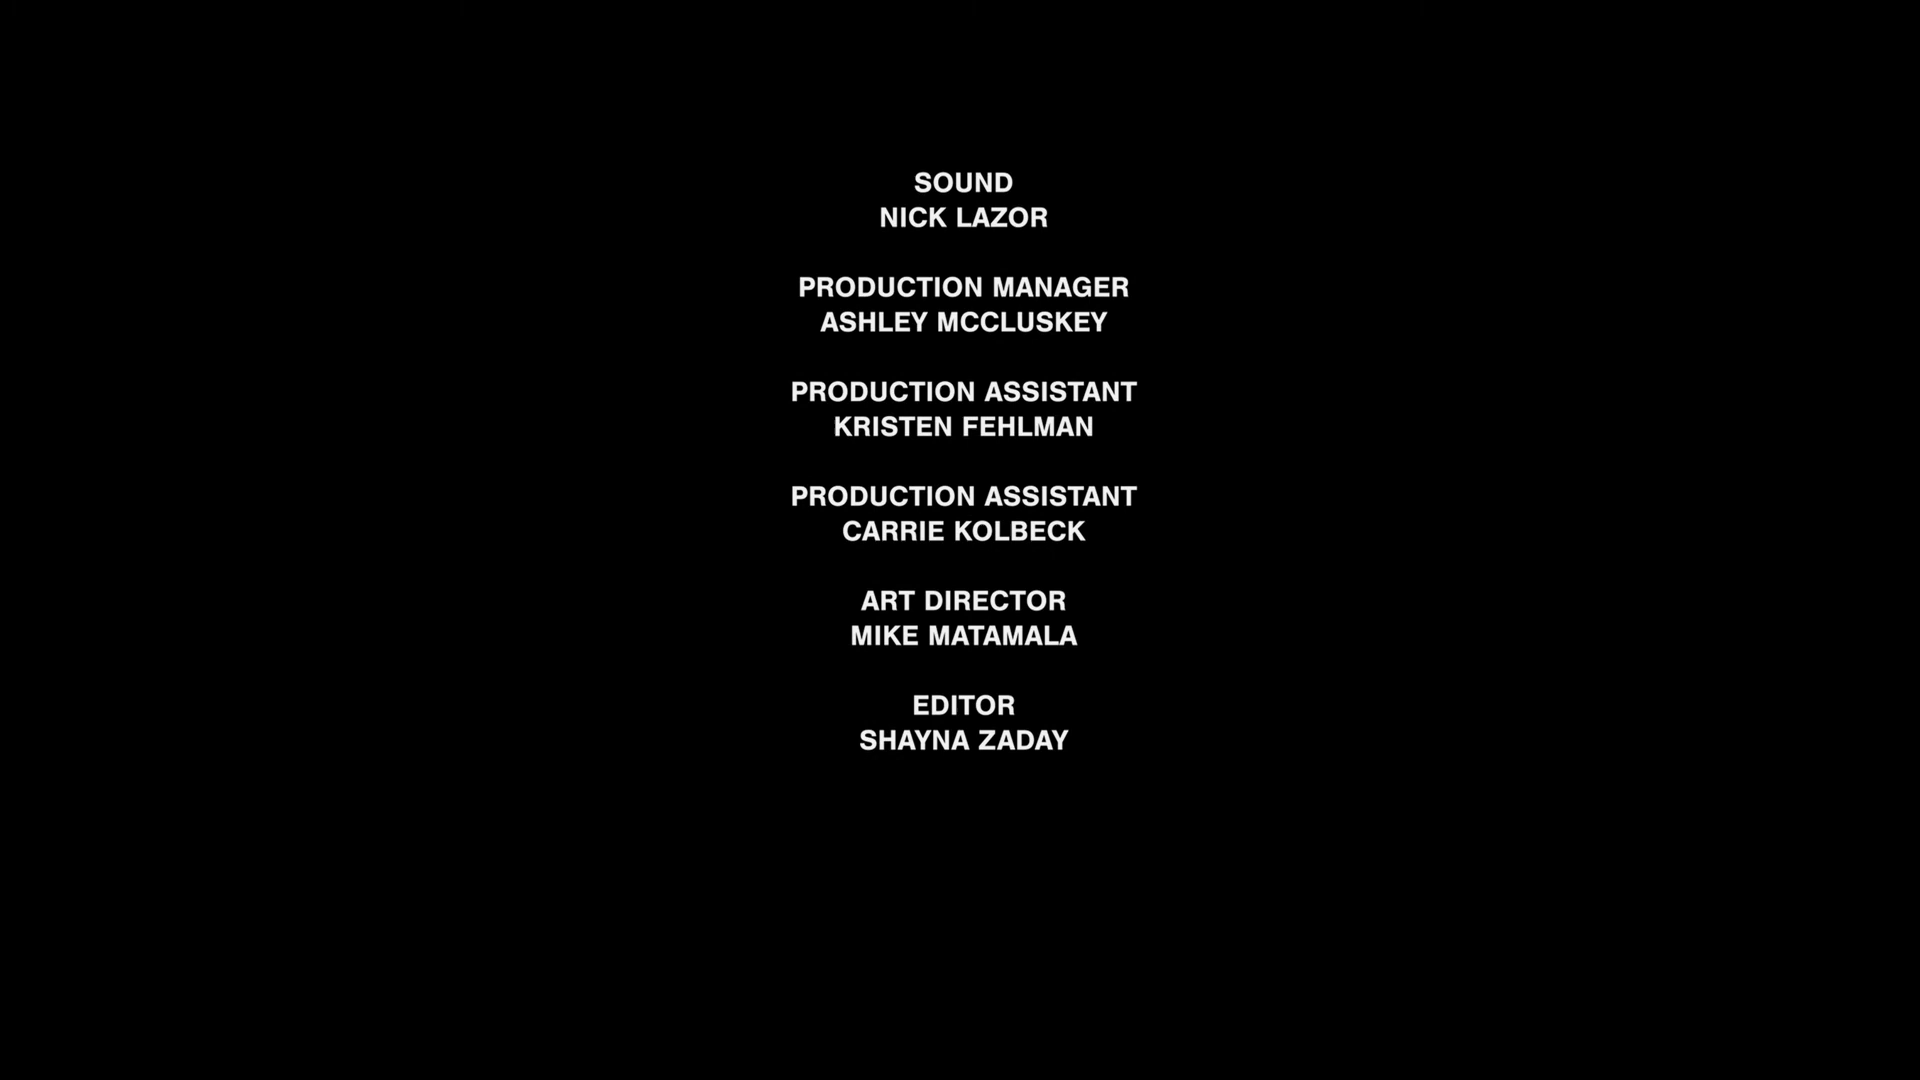 SOUND
NICK LAZOR
PRODUCTION MANAGER
ASHLEY MCCLUSKEY
PRODUCTION ASSISTANT
KRISTEN FEHLMAN
PRODUCTION ASSISTANT
CARRIE KOLBECK
ART DIRECTOR
MIKE MATAMALA
EDITOR
SHAYNA ZADAY